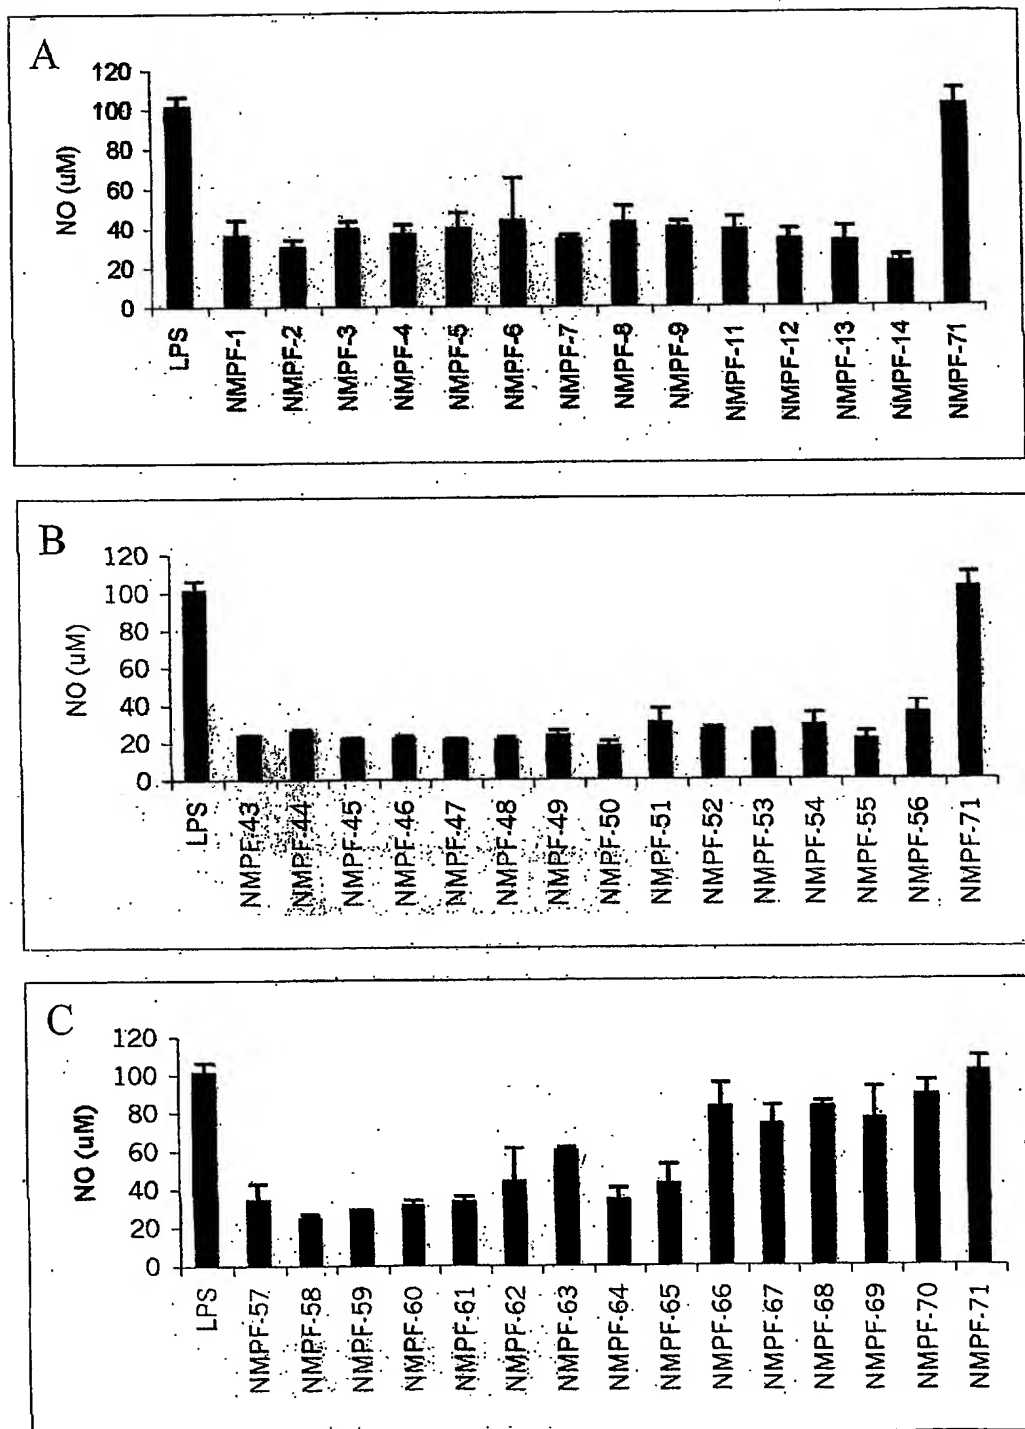 A
120
100
80
60
40
20
0
NO (uM)
LPS NMPF-1 NMPF-2 NMPF-3 NMPF-4 NMPF-5 NMPF-6 NMPF-7 NMPF-8 NMPF-9 NMPF-11 NMPF-12 NMPF-13 NMPF-14 NMPF-71
B
120
100
80
60
40
20
0
NO (uM)
LPS NMPF-43 NMPF-44 NMPF-45 NMPF-46 NMPF-47 NMPF-48 NMPF-49 NMPF-50 NMPF-51 NMPF-52 NMPF-53 NMPF-54 NMPF-55 NMPF-56 NMPF-71
C
120
100
80
60
40
20
0
NO (uM)
LPS NMPF-57 NMPF-58 NMPF-59 NMPF-60 NMPF-61 NMPF-62 NMPF-63 NMPF-64 NMPF-65 NMPF-66 NMPF-67 NMPF-68 NMPF-69 NMPF-70 NMPF-71